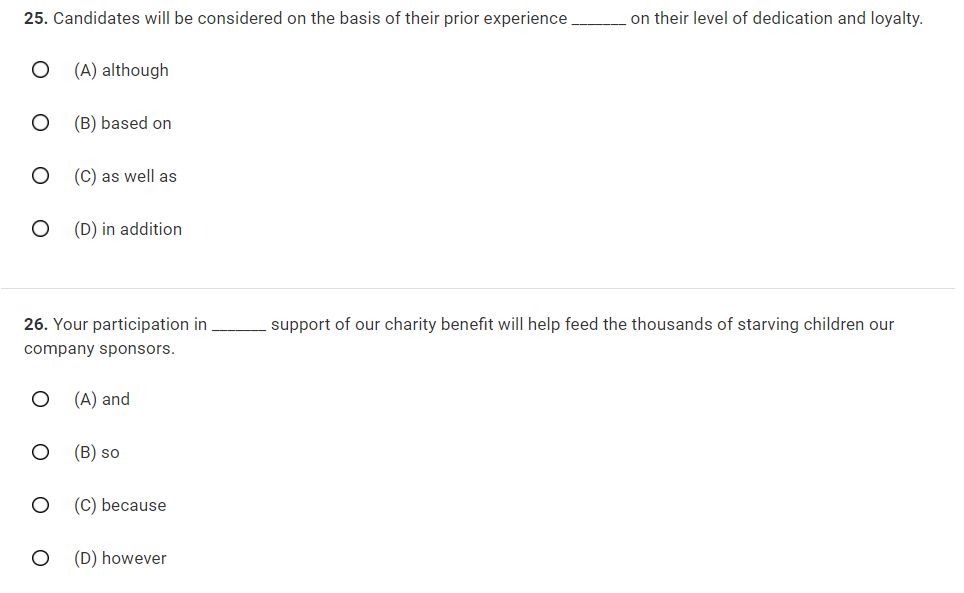 25. Candidates will be considered on the basis of their prior experience _______ on their level of dedication and loyalty.
(A) although
(B) based on
(C) as well as
(D) in addition
26. Your participation in _______ support of our charity benefit will help feed the thousands of starving children our
company sponsors.
(A) and
(B) so
(C) because
(D) however